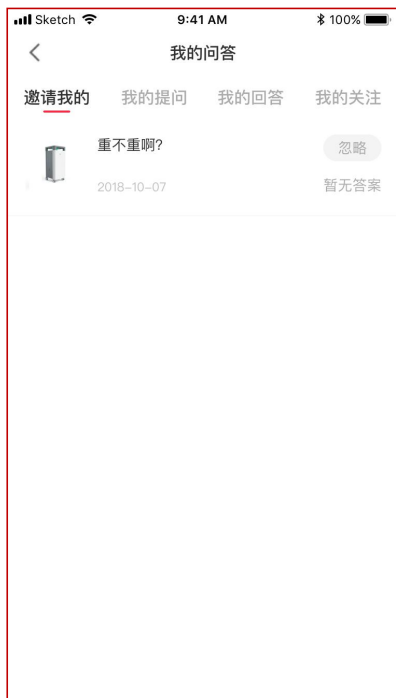 Sketch 9:41 AM 100%
我的问答
邀请我的 我的提问 我的回答 我的关注
重不重啊?
忽略
2018-10-07
暂无答案